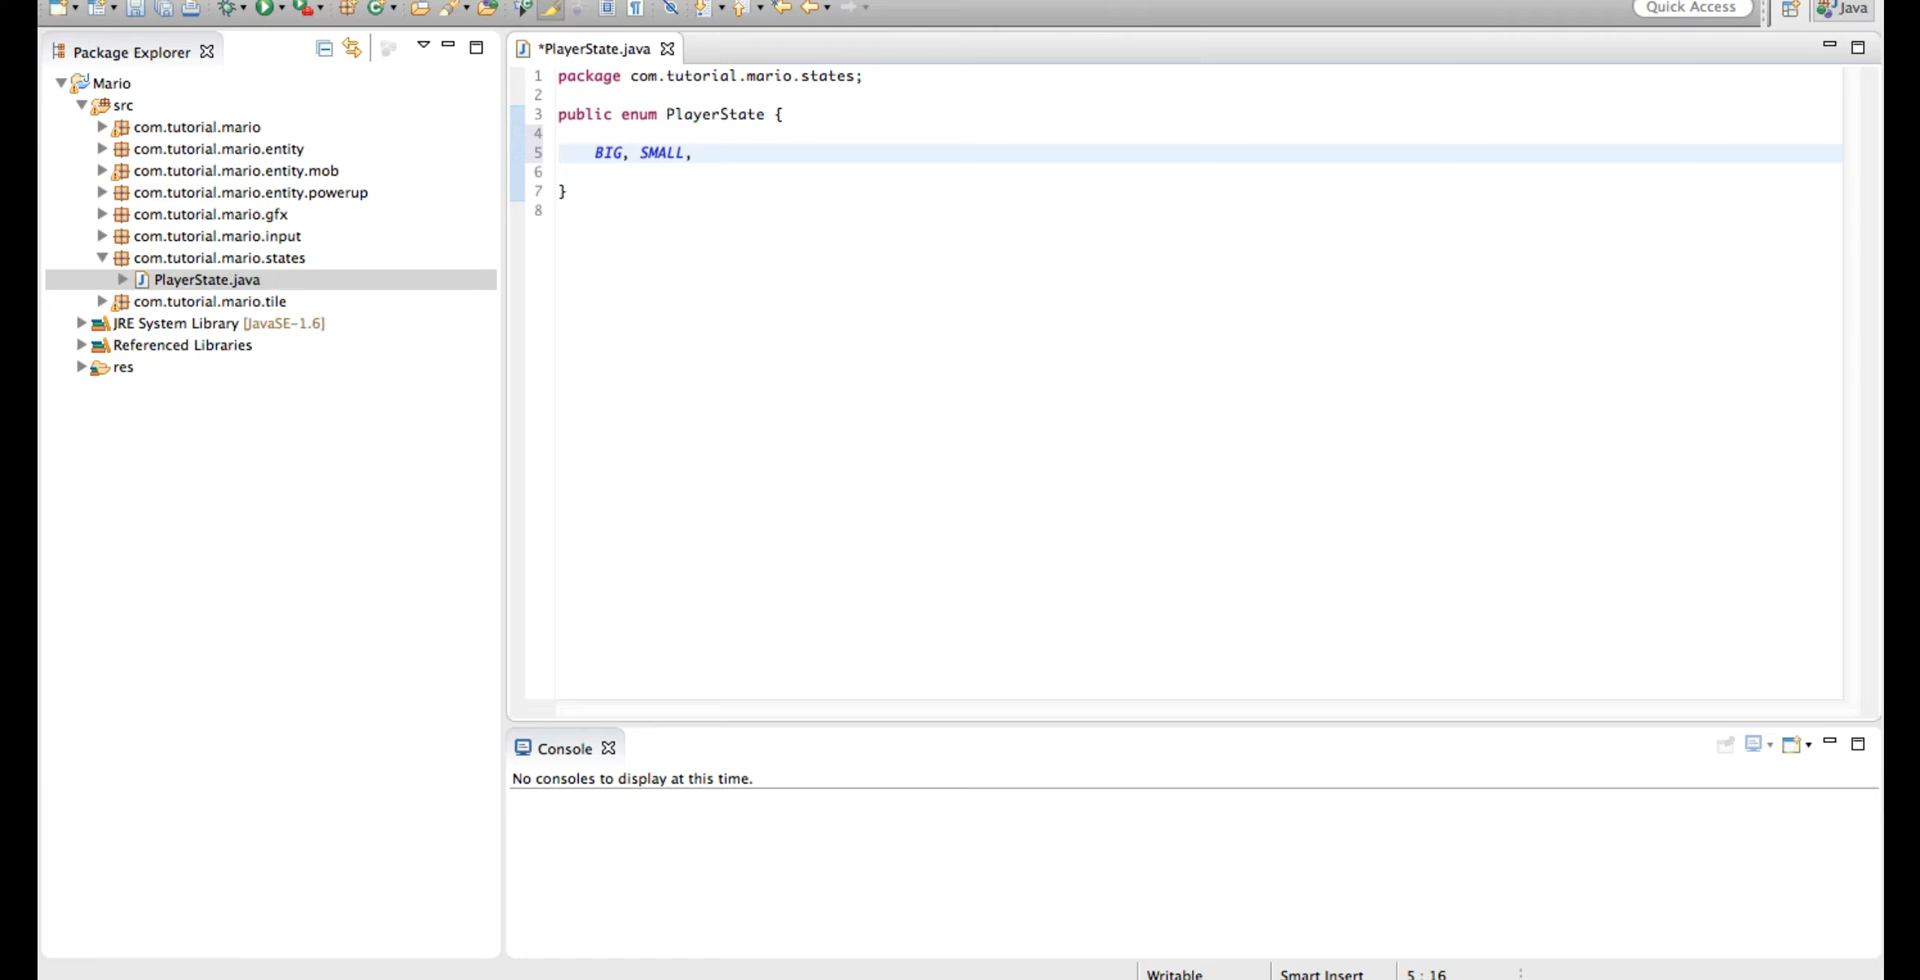 Quick Access
Java
Package Explorer
*PlayerState.java
Mario
src
com.tutorial.mario
com.tutorial.mario.entity
com.tutorial.mario.entity.mob
com.tutorial.mario.entity.powerup
com.tutorial.mario.gfx
com.tutorial.mario.input
com.tutorial.mario.states
PlayerState.java
com.tutorial.mario.tile
JRE System Library [JavaSE-1.6]
Referenced Libraries
res
1 package com.tutorial.mario.states;
2
3 public enum PlayerState {
4
5 BIG, SMALL,
6
7 }
8
Console
No consoles to display at this time.
Writable
Smart Insert
5 : 16